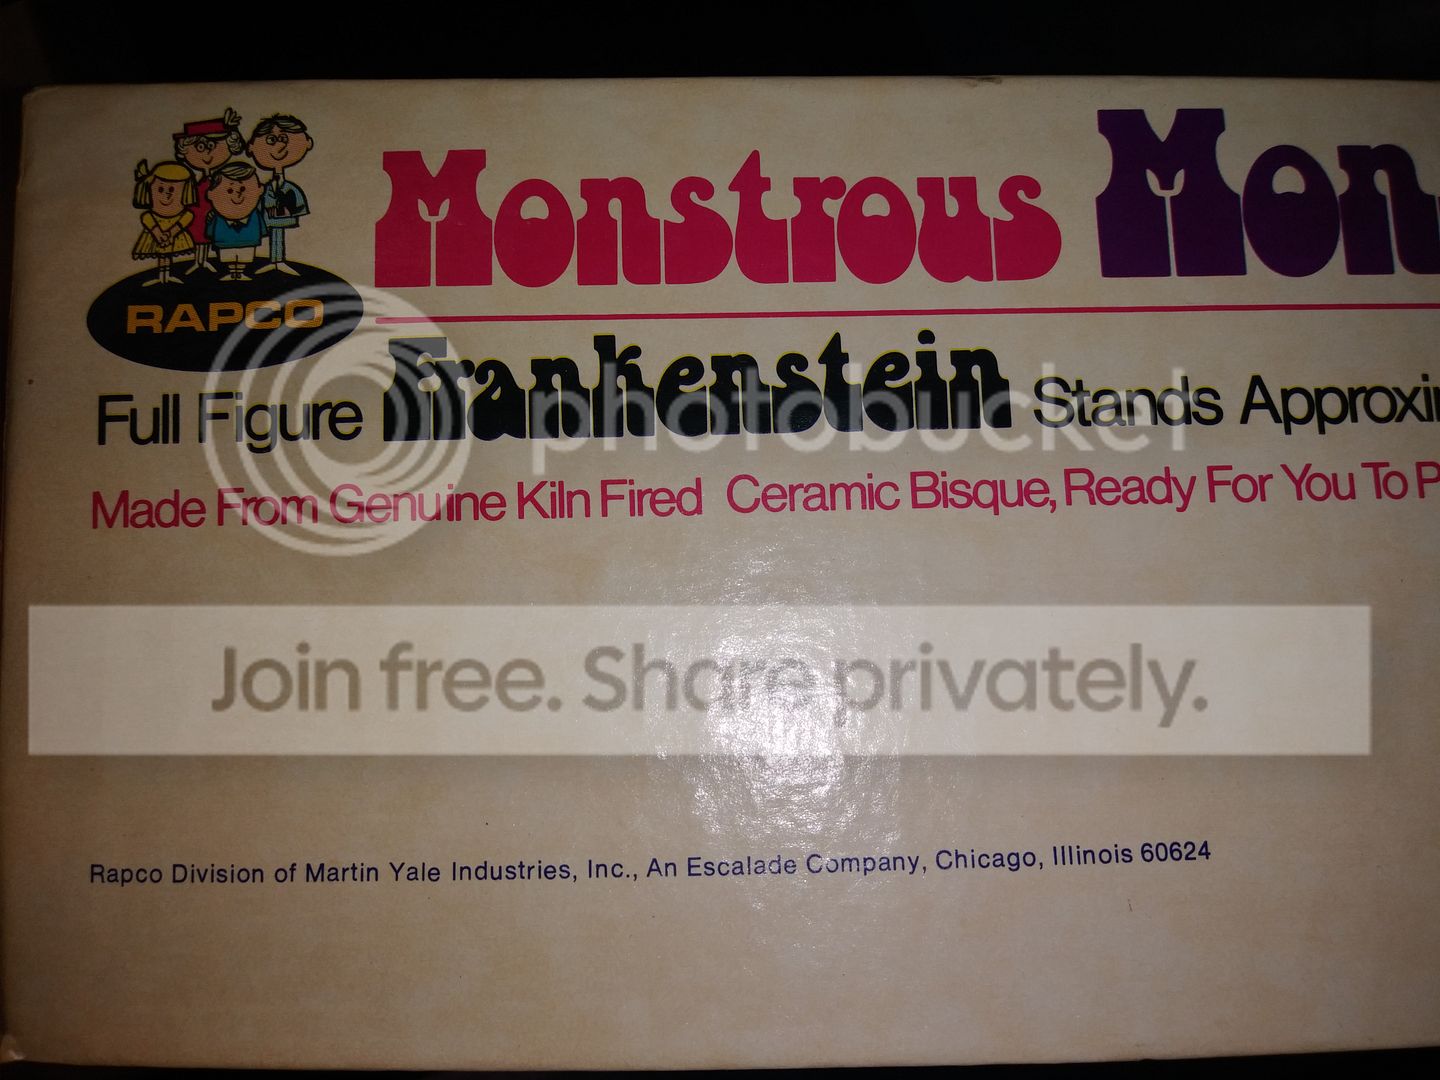 Monstrous Mon
RAPCO
Full Figure Frankenstein Stands Approxi
Made From Genuine Kiln Fired Ceramic Bisque, Ready For You To P
photobucket
Join free. Share privately.
Rapco Division of Martin Yale Industries, Inc., An Escalade Company, Chicago, Illinois 60624